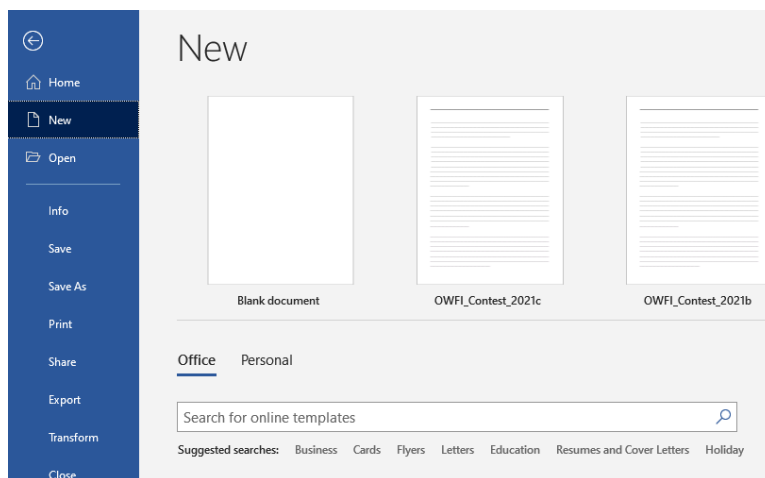 New
Home
New
Open
Info
Save
Save As
Print
Share
Export
Transform
Close
Blank document
OWFI_Contest_2021c
OWFI_Contest_2021b
Office Personal
Search for online templates
Suggested searches: Business Cards Flyers Letters Education Resumes and Cover Letters Holiday